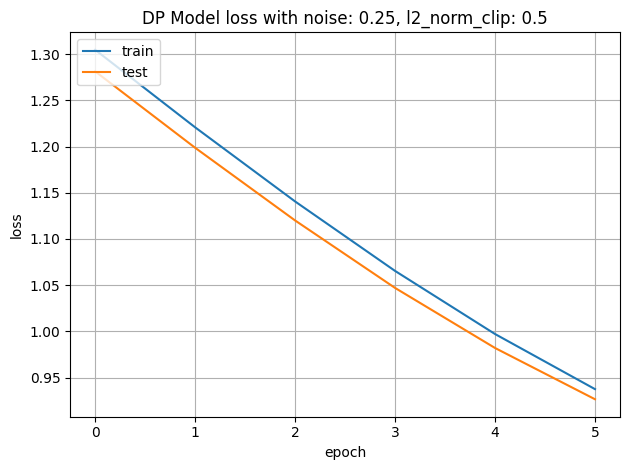 DP Model loss with noise: 0.25, l2_norm_clip: 0.5
train
test
1.30
1.25
1.20
1.15
1.10
1.05
1.00
0.95
loss
0 1 2 3 4 5
epoch